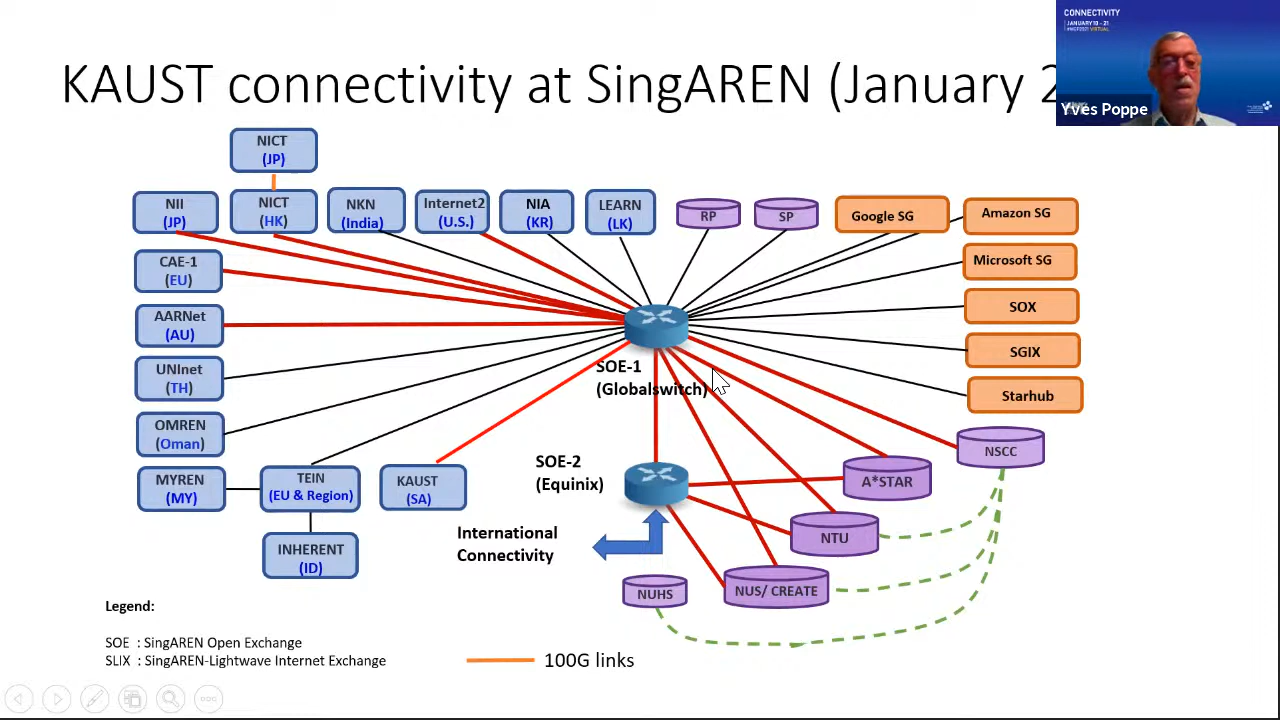 KAUST connectivity at SingAREN (January 2
CONNECTIVITY
JANUARY 19 - 21
VIRTUAL
Yves Poppe
NICT
(JP)
NII
(JP)
NICT
(HK)
NKN
(India)
Internet2
(U.S.)
NIA
(KR)
LEARN
(LK)
RP
SP
Google SG
Amazon SG
CAE-1
(EU)
Microsoft SG
AARNet
(AU)
SOX
UNInet
(TH)
SOE-1
(Globalswitch)
SGIX
Starhub
OMREN
(Oman)
MYREN
(MY)
TEIN
(EU & Region)
KAUST
(SA)
SOE-2
(Equinix)
NSCC
A*STAR
International
Connectivity
NTU
INHERENT
(ID)
NUHS
NUS/ CREATE
Legend:
SOE : SingAREN Open Exchange
SLIX : SingAREN-Lightwave Internet Exchange
100G links